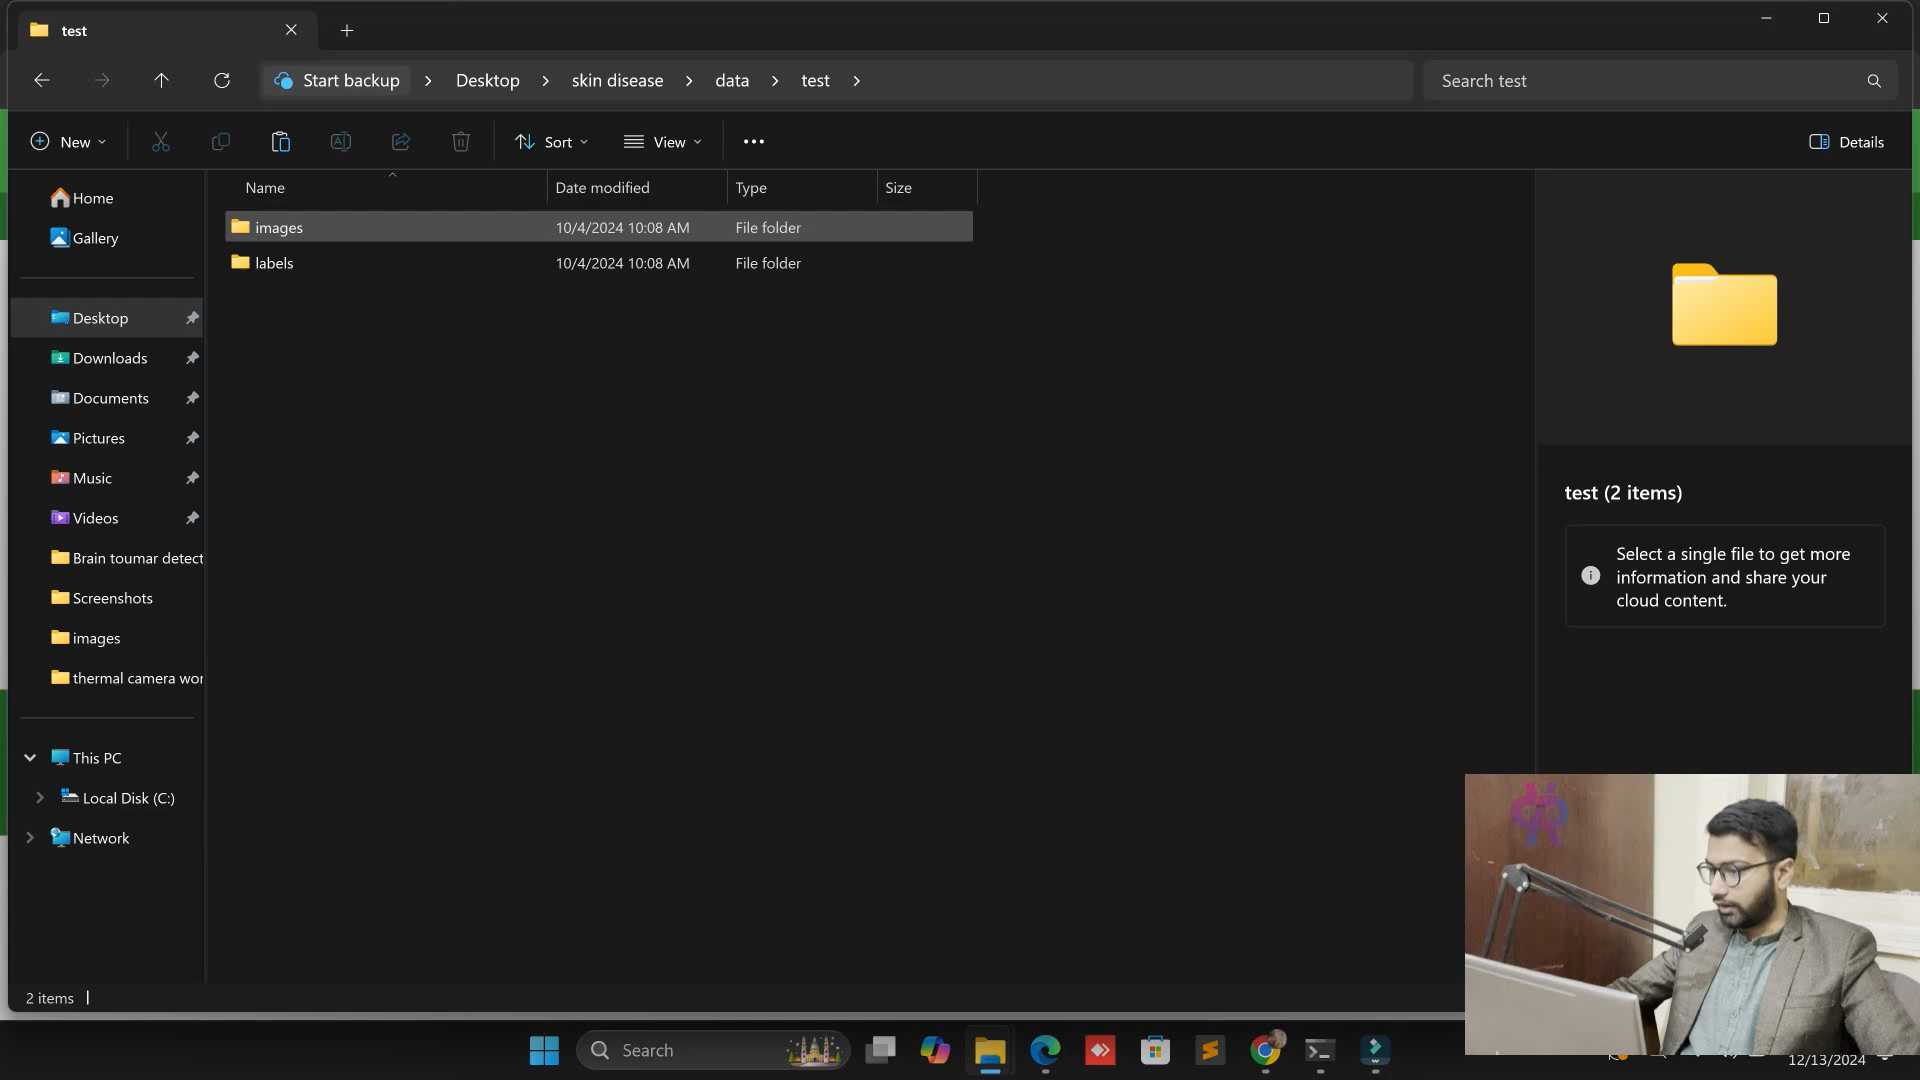 test
Start backup > Desktop > skin disease > data > test >
Search test
New
Sort
View
Details
Name Date modified Type Size
images 10/4/2024 10:08 AM File folder
labels 10/4/2024 10:08 AM File folder
Home
Gallery
Desktop
Downloads
Documents
Pictures
Music
Videos
Brain toumar detect
Screenshots
images
thermal camera wor
This PC
Local Disk (C:)
Network
test (2 items)
Select a single file to get more
information and share your
cloud content.
2 items
Search
12/13/2024